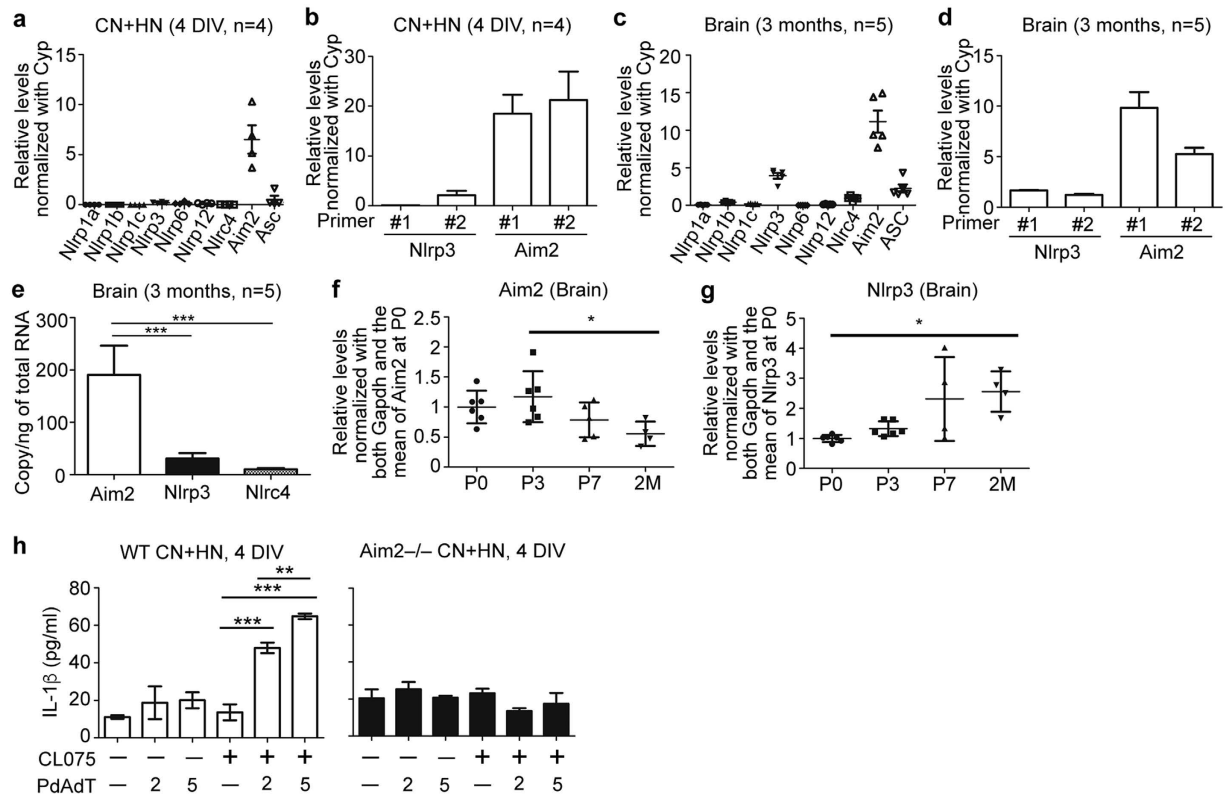 a
CN+HN (4 DIV, n=4)
Relative levels
normalized with Cyp
15
10
5
0
Nlrp1a
Nlrp1b
Nlrp1c
Nlrp3
Nlrp6
Nlrp12
Nlrc4
Aim2
Asc
b
CN+HN (4 DIV, n=4)
Relative levels
normalized with Cyp
30
20
10
0
Primer #1 #2 #1 #2
Nlrp3 Aim2
c
Brain (3 months, n=5)
Relative levels
normalized with Cyp
20
15
10
5
0
Nlrp1a
Nlrp1b
Nlrp1c
Nlrp3
Nlrp6
Nlrp12
Nlrc4
Aim2
ASC
d
Brain (3 months, n=5)
Relative levels
normalized with Cyp
15
10
5
0
Primer #1 #2 #1 #2
Nlrp3 Aim2
e
Brain (3 months, n=5)
Copy/ng of total RNA
300
200
100
0
***
***
Aim2 Nlrp3 Nlrc4
f
Aim2 (Brain)
Relative levels
normalized with
both Gapdh and the
mean of Aim2 at P0
2.5
2
1.5
1
0.5
0
*
P0 P3 P7 2M
g
Nlrp3 (Brain)
Relative levels
normalized with
both Gapdh and the
mean of Nlrp3 at P0
5
4
3
2
1
0
*
P0 P3 P7 2M
h
WT CN+HN, 4 DIV
Aim2–/– CN+HN, 4 DIV
IL-1β (pg/ml)
80
60
40
20
0
**
***
***
CL075 — — — + + + — — — + + +
PdAdT — 2 5 — 2 5 — 2 5 — 2 5